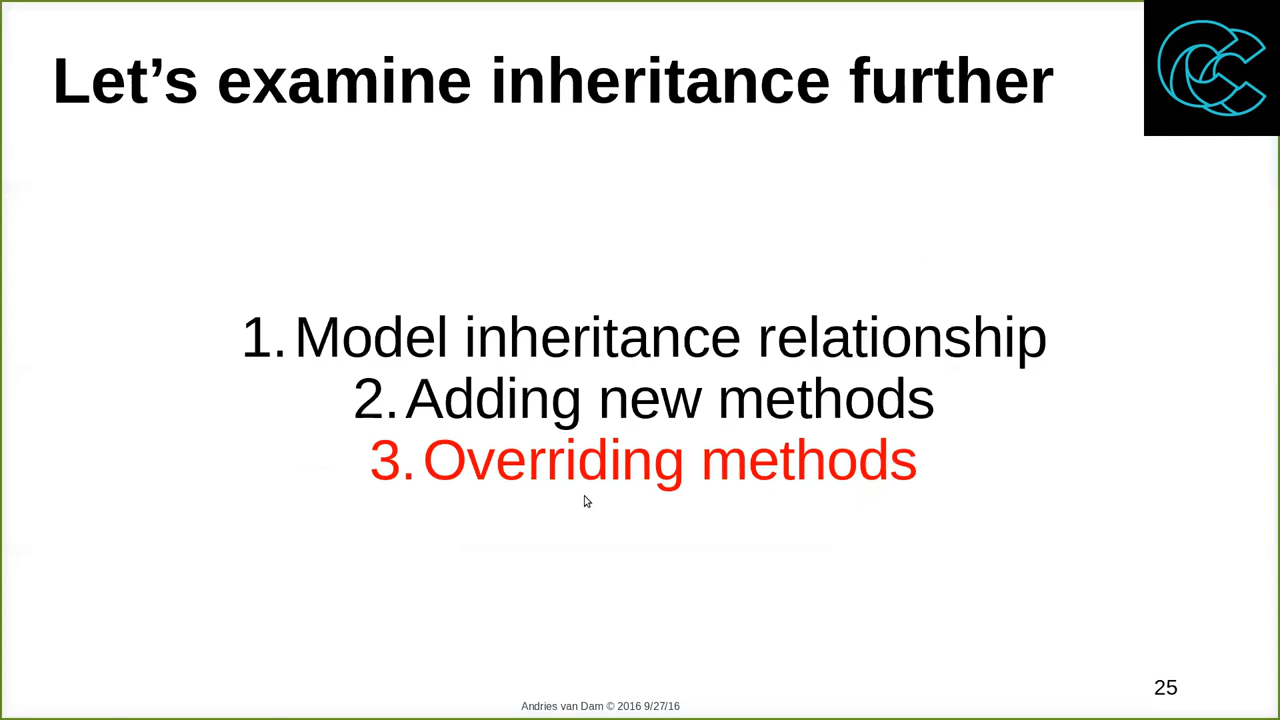 Let’s examine inheritance further
1. Model inheritance relationship
2. Adding new methods
3. Overriding methods
25
Andries van Dam © 2016 9/27/16